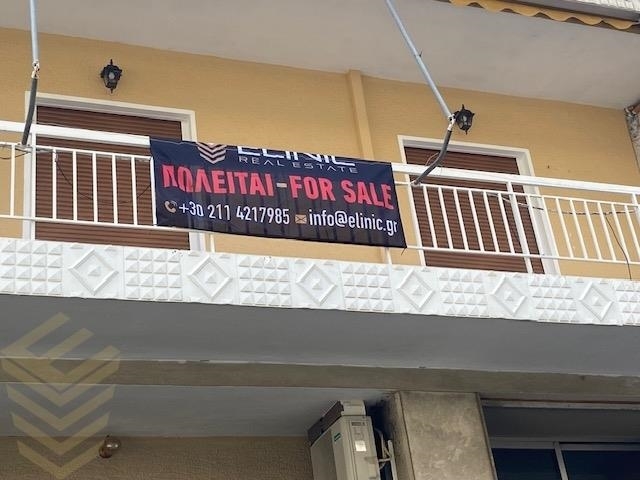 ELINIC
REAL ESTATE
ΠΩΛΕΙΤΑΙ - FOR SALE
+30 211 4217985 info@elinic.gr